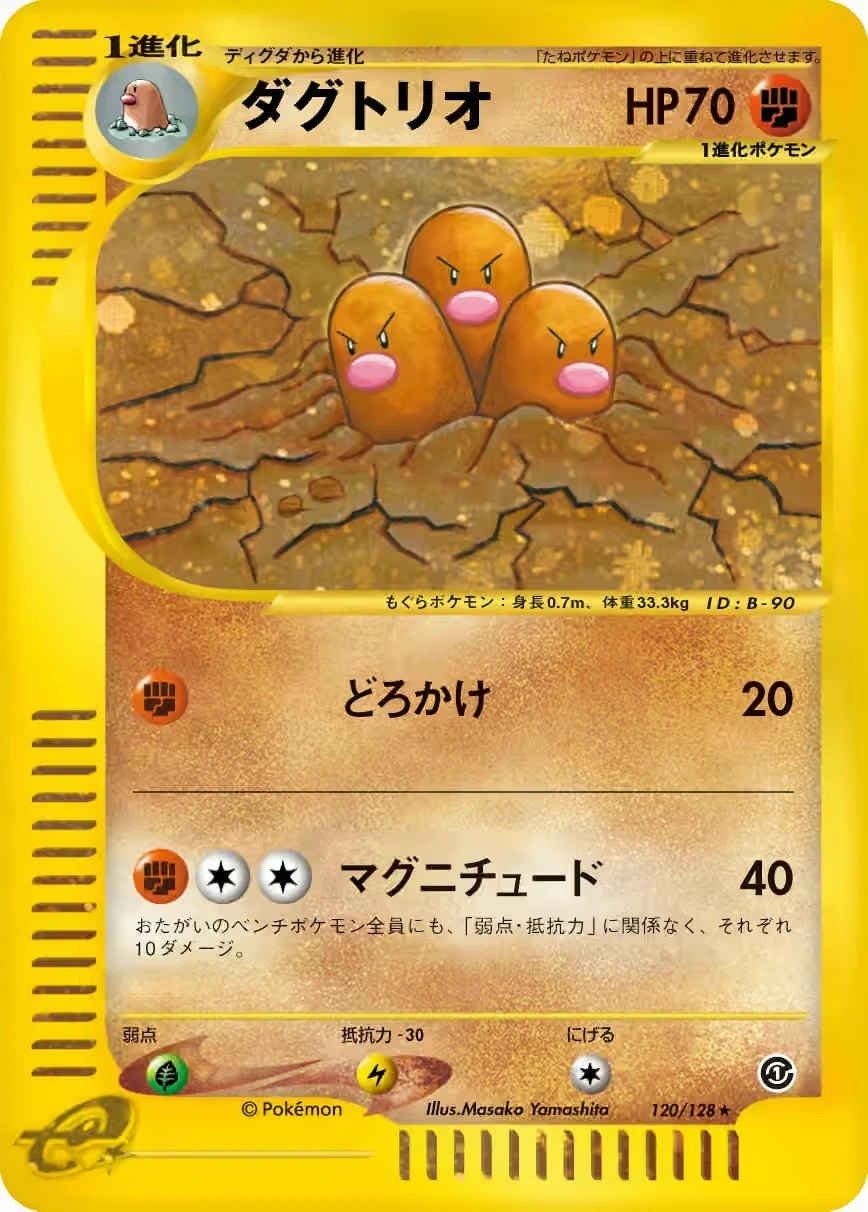 1進化
ディグダから進化
「たねポケモン」の上に重ねて進化させます。
ダグトリオ
HP70
1進化ポケモン
もぐらポケモン：身長0.7m、体重33.3kg ID：B-90
どろかけ 20
マグニチュード 40
おたがいのベンチポケモン全員にも、「弱点・抵抗力」に関係なく、それぞれ
10ダメージ。
弱点 抵抗力 -30 にげる
© Pokémon Illus.Masako Yamashita 120/128★